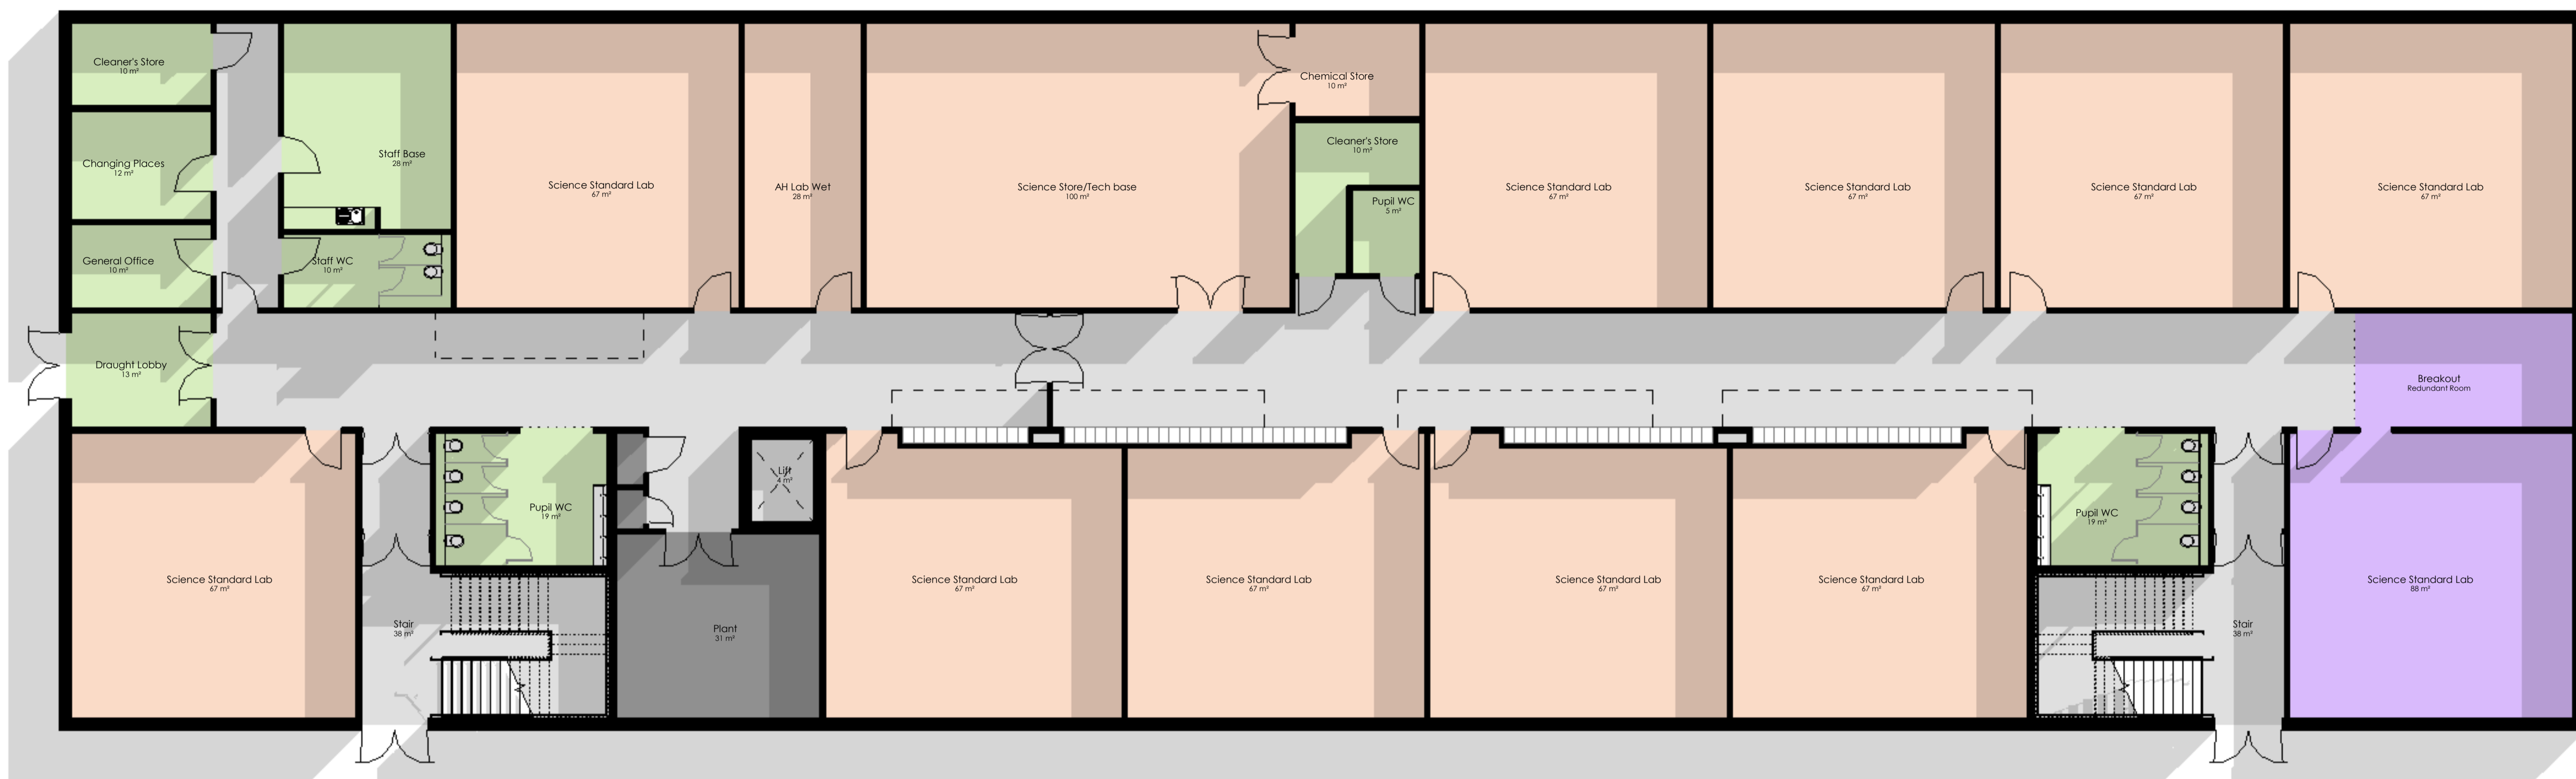 Cleaner's Store
10 m²
Changing Places
12 m²
General Office
10 m²
Draught Lobby
13 m²
Staff Base
28 m²
Staff WC
10 m²
Science Standard Lab
67 m²
AH Lab Wet
28 m²
Science Store/Tech base
100 m²
Chemical Store
10 m²
Cleaner's Store
10 m²
Pupil WC
5 m²
Science Standard Lab
67 m²
Science Standard Lab
67 m²
Science Standard Lab
67 m²
Science Standard Lab
67 m²
Breakout
Redundant Room
Science Standard Lab
67 m²
Stair
38 m²
Pupil WC
19 m²
Lift
4 m²
Plant
31 m²
Science Standard Lab
67 m²
Science Standard Lab
67 m²
Science Standard Lab
67 m²
Science Standard Lab
67 m²
Pupil WC
19 m²
Stair
38 m²
Science Standard Lab
88 m²